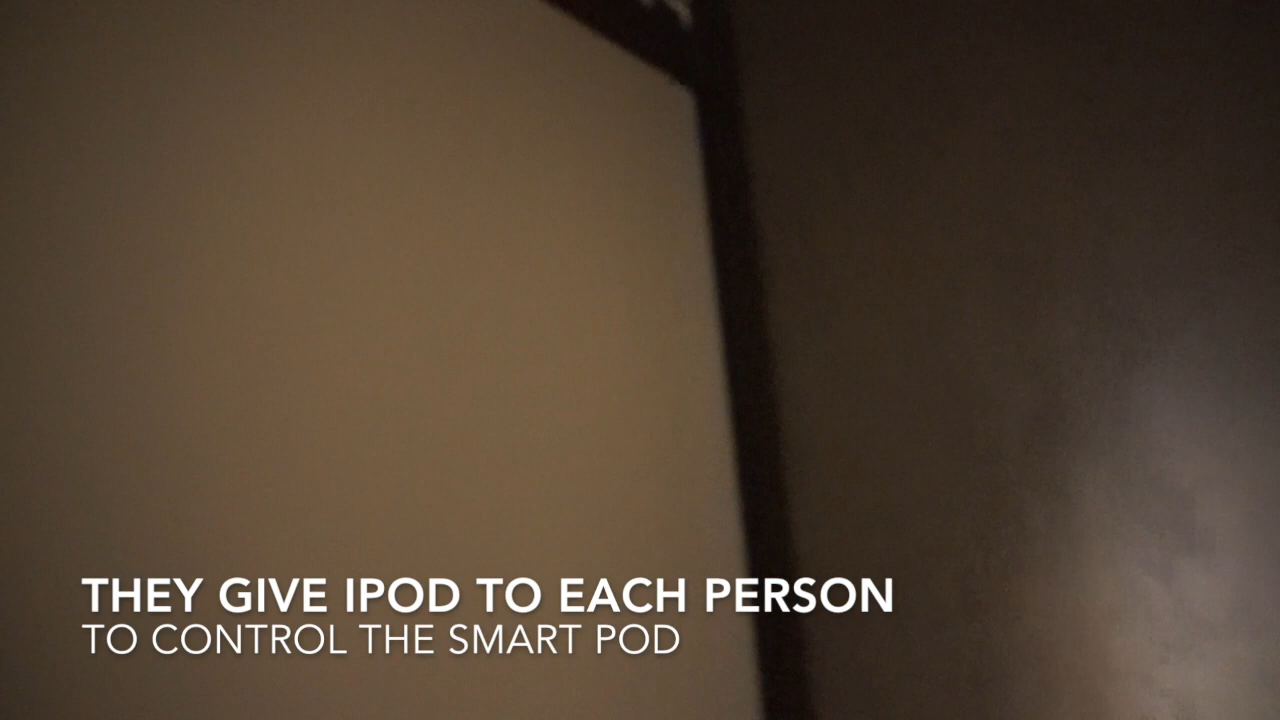 THEY GIVE IPOD TO EACH PERSON
TO CONTROL THE SMART POD